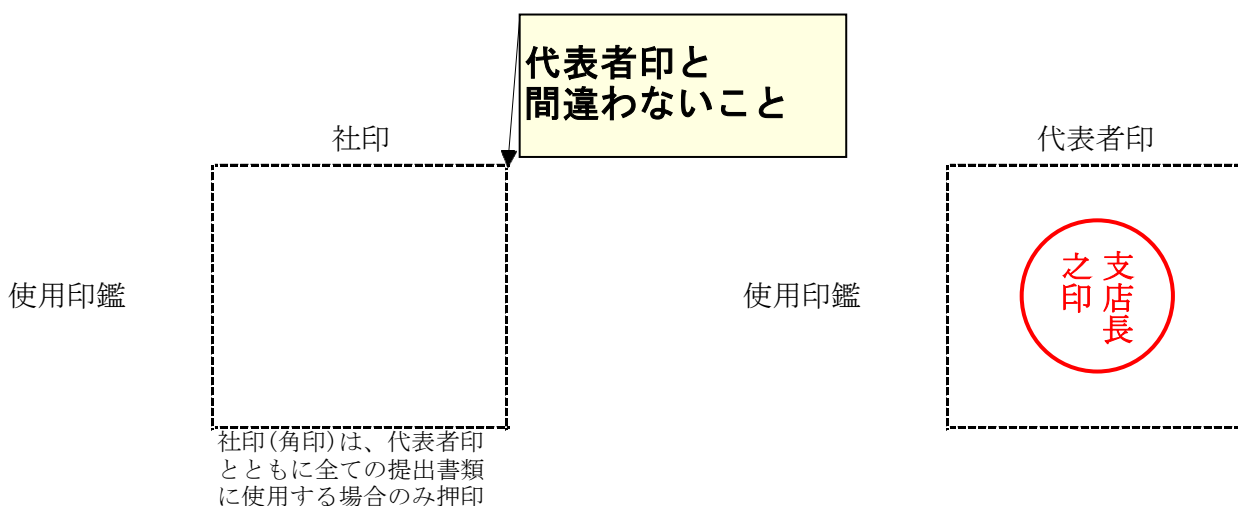 代表者印と
間違わないこと
社印
代表者印
使用印鑑
使用印鑑
支店長
之印
社印(角印)は、代表者印
とともに全ての提出書類
に使用する場合のみ押印